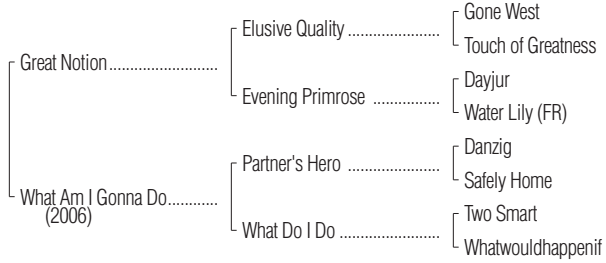 Gone West
Elusive Quality ......................
Touch of Greatness
Great Notion ..........................
Dayjur
Evening Primrose ................
Water Lily (FR)
Danzig
Partner's Hero ......................
Safely Home
What Am I Gonna Do ............
(2006)
Two Smart
What Do I Do ........................
Whatwouldhappenif